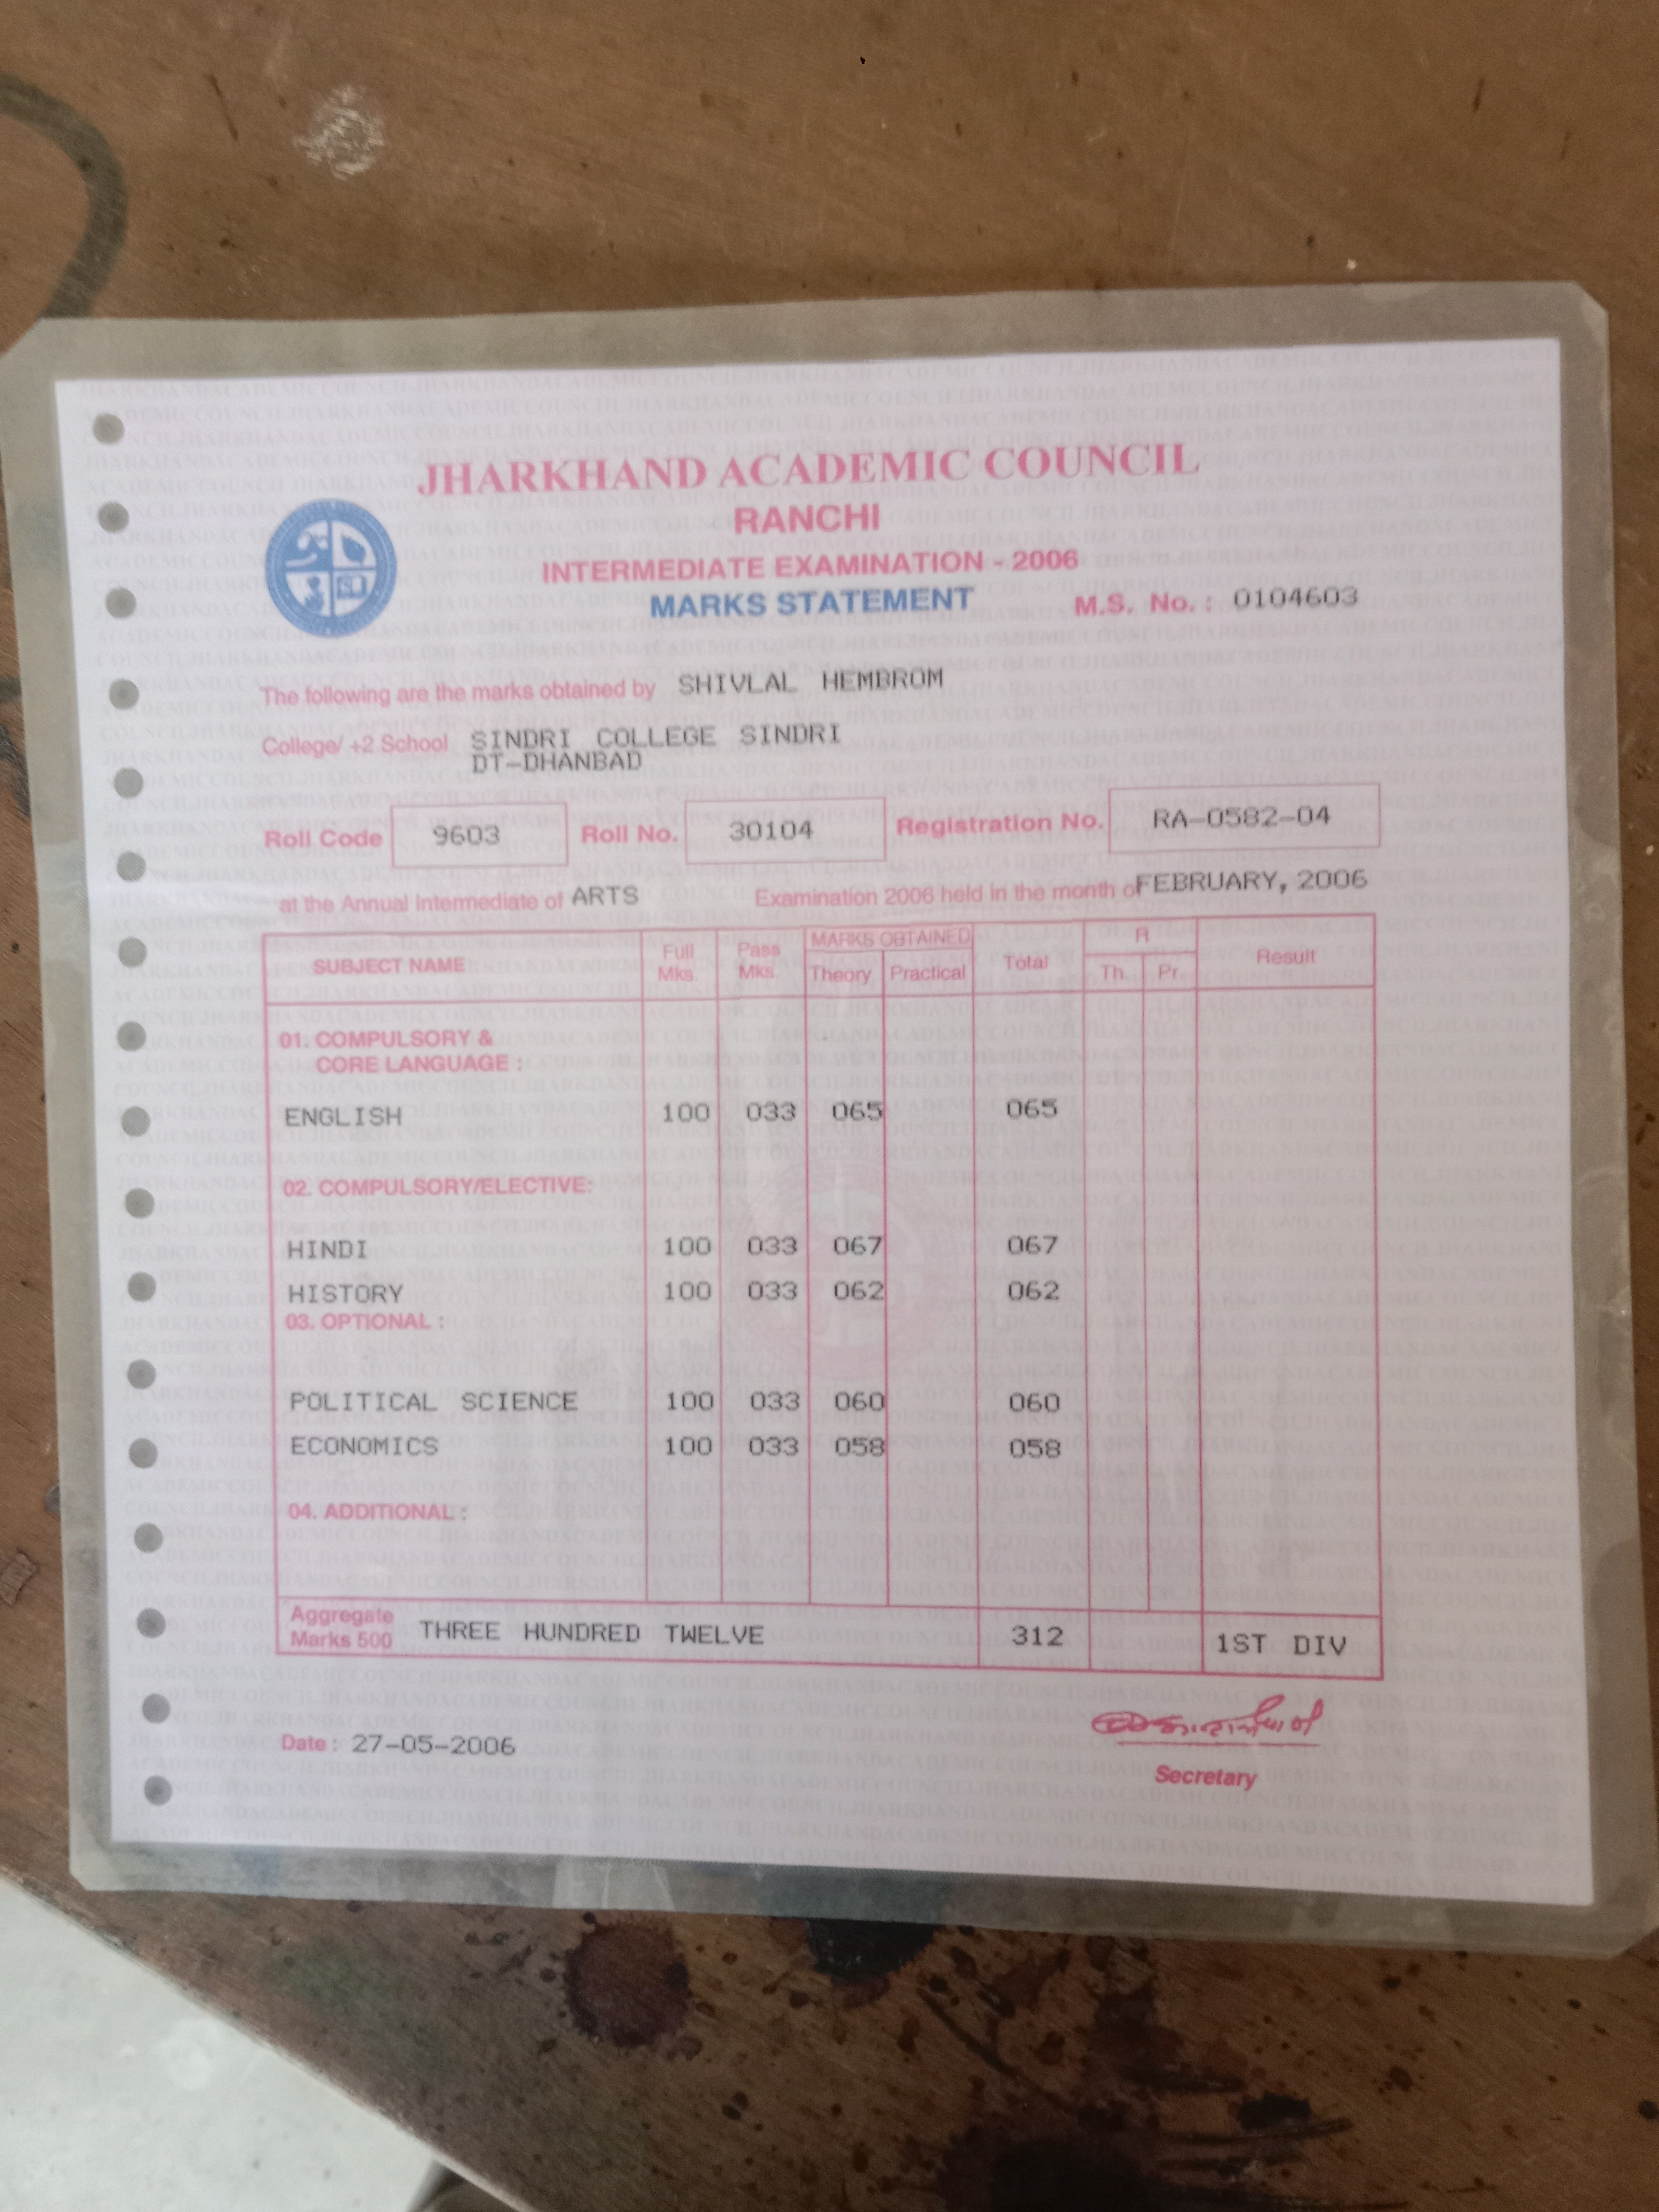 JHARKHAND ACADEMIC COUNCIL
RANCHI
INTERMEDIATE EXAMINATION - 2006
MARKS STATEMENT
M.S. No. : 0104603
The following are the marks obtained by SHIVLAL HEMBROM
College/ +2 School SINDRI COLLEGE SINDRI
DT-DHANBAD
Roll Code 9603 Roll No. 30104 Registration No. RA-0582-04
at the Annual Intermediate of ARTS Examination 2006 held in the month of FEBRUARY, 2006
SUBJECT NAME Full Mks. Pass Mks. MARKS OBTAINED Theory Practical Total R Th. Pr. Result
01. COMPULSORY &
CORE LANGUAGE :
ENGLISH 100 033 065 065
02. COMPULSORY/ELECTIVE:
HINDI 100 033 067 067
HISTORY 100 033 062 062
03. OPTIONAL :
POLITICAL SCIENCE 100 033 060 060
ECONOMICS 100 033 058 058
04. ADDITIONAL :
Aggregate Marks 500 THREE HUNDRED TWELVE 312 1ST DIV
Date : 27-05-2006
Secretary